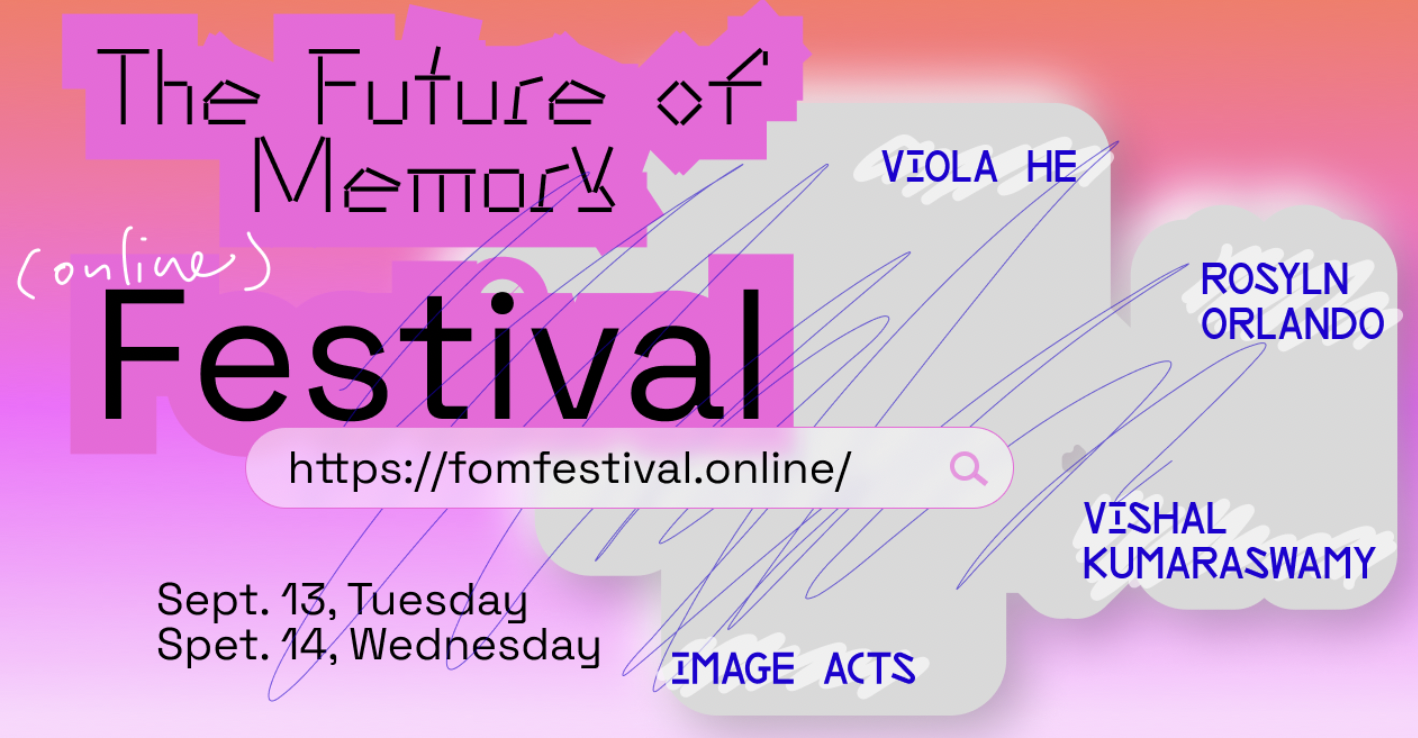 The Future of
Memory
(online)
Festival
https://fomfestival.online/
Sept. 13, Tuesday
Spet. 14, Wednesday
VIOLA HE
ROSYLN
ORLANDO
VISHAL
KUMARASWAMY
IMAGE ACTS